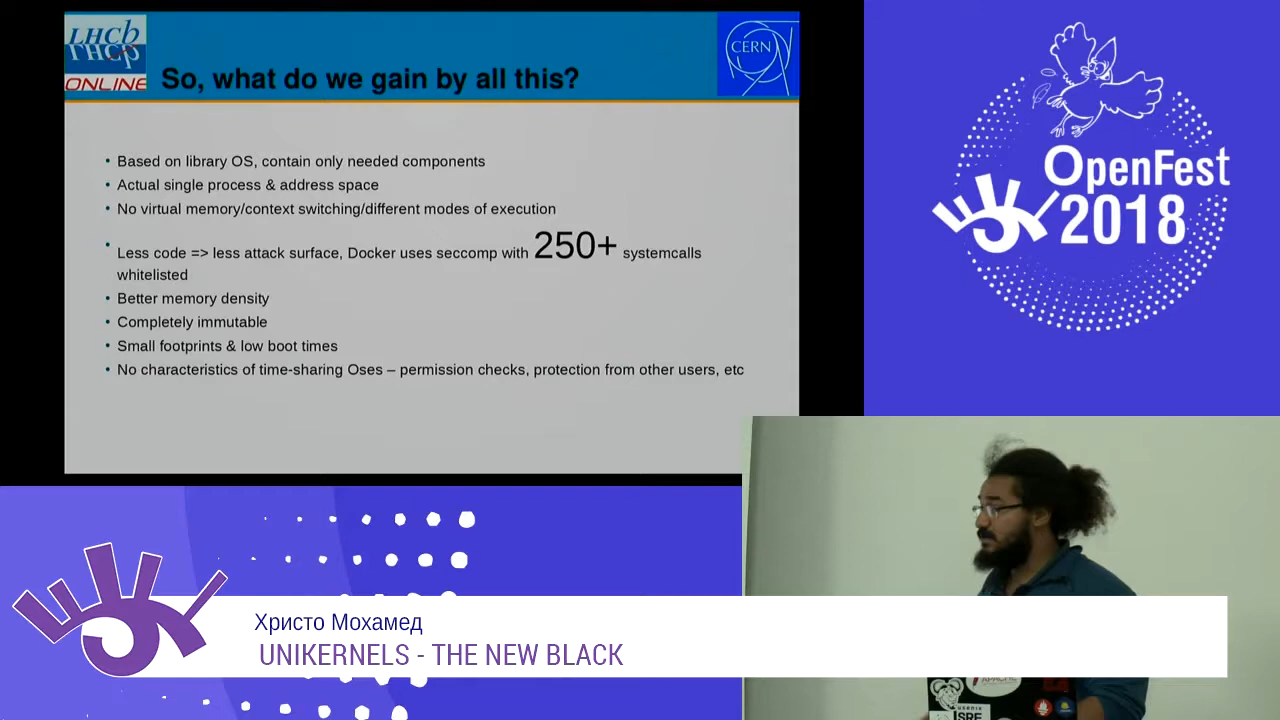 LHCb
ONLINE
So, what do we gain by all this?
CERN
• Based on library OS, contain only needed components
• Actual single process & address space
• No virtual memory/context switching/different modes of execution
• Less code => less attack surface, Docker uses seccomp with 250+ systemcalls
whitelisted
• Better memory density
• Completely immutable
• Small footprints & low boot times
• No characteristics of time-sharing Oses – permission checks, protection from other users, etc
OpenFest
2018
Христо Мохамед
UNIKERNELS - THE NEW BLACK
APACHE
usenix
SRE